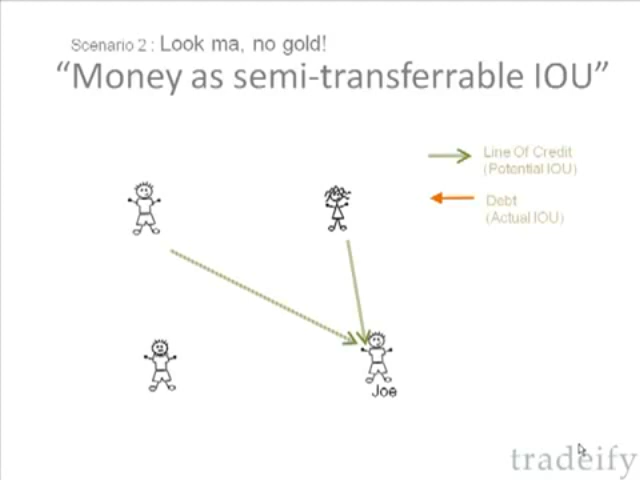 Scenario 2 : Look ma, no gold!
“Money as semi-transferrable IOU”
Line Of Credit
(Potential IOU)
Debt
(Actual IOU)
Joe
tradeify